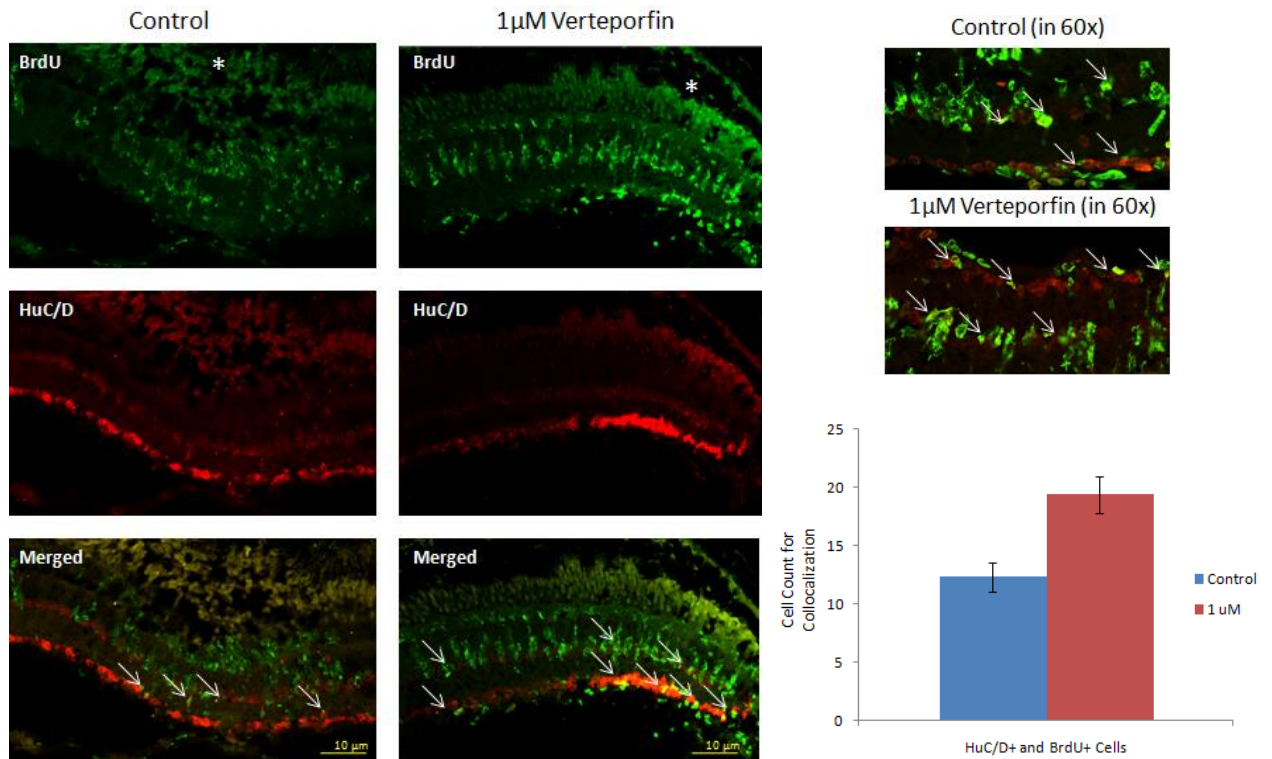 Control
1µM Verteporfin
BrdU
*
BrdU
*
HuC/D
HuC/D
Merged
10 µm
Merged
10 µm
Control (in 60x)
1µM Verteporfin (in 60x)
Cell Count for
Collocalization
25
20
15
10
5
0
HuC/D+ and BrdU+ Cells
Control
1 uM